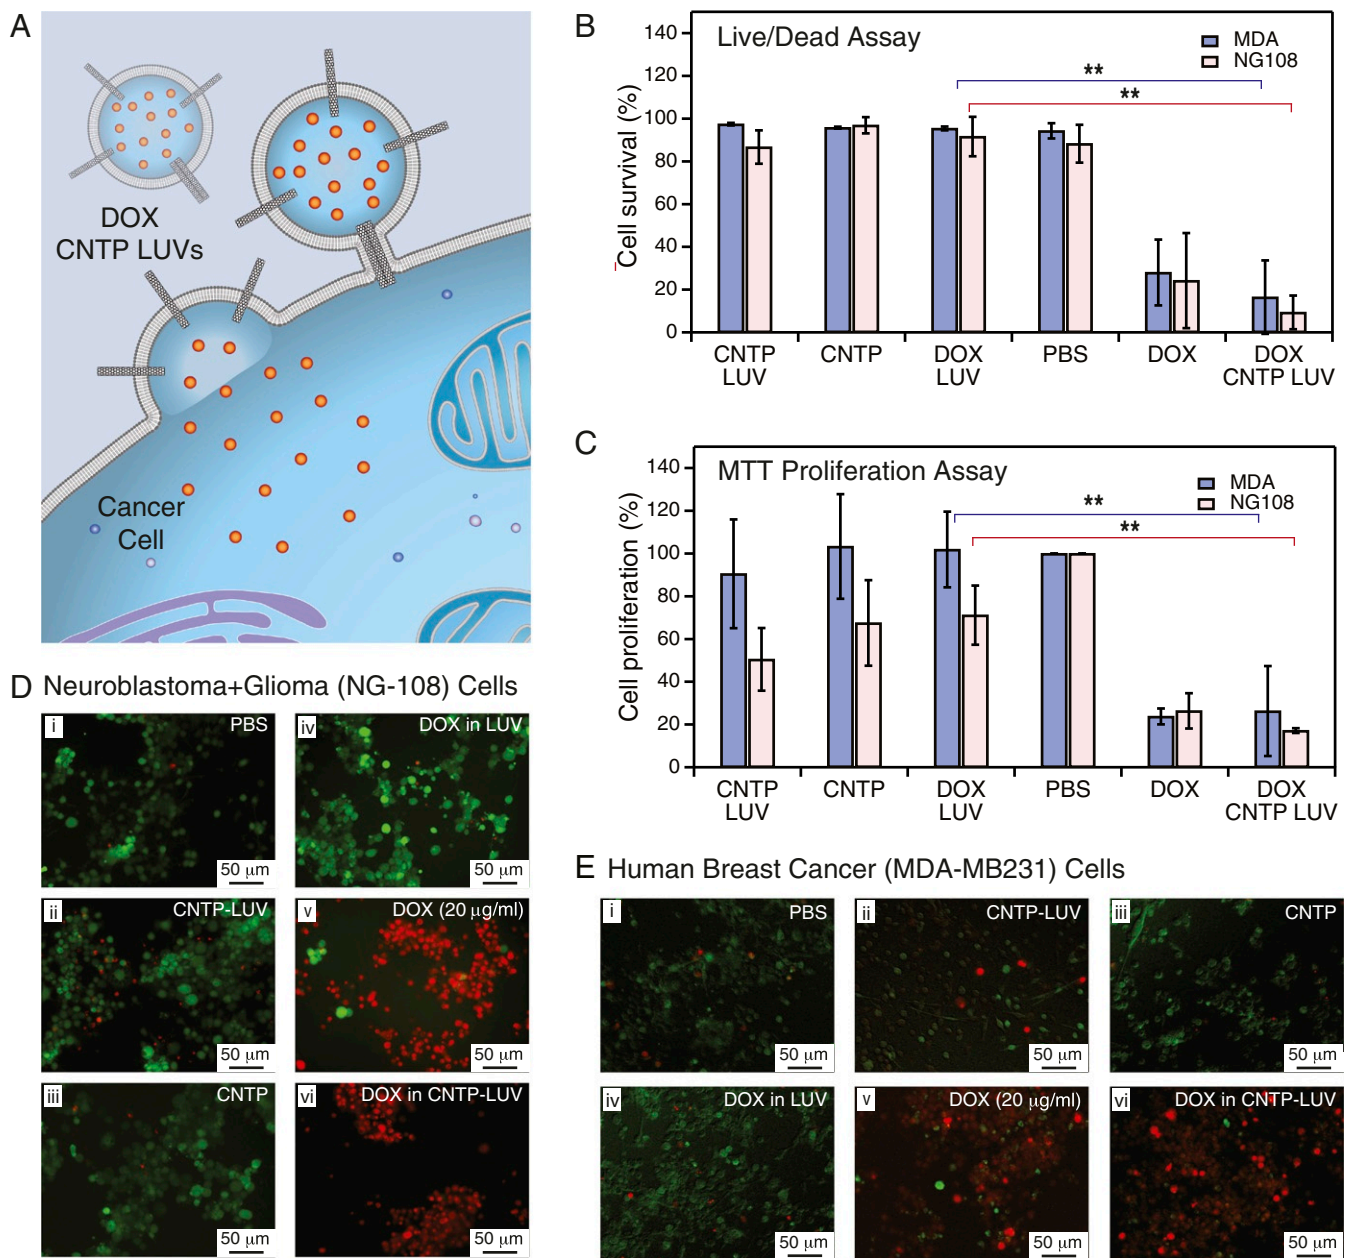 A
DOX
CNTP LUVs
Cancer
Cell
B
Live/Dead Assay
MDA
NG108
**
**
Cell survival (%)
140
120
100
80
60
40
20
0
CNTP LUV
CNTP
DOX LUV
PBS
DOX
DOX CNTP LUV
C
MTT Proliferation Assay
MDA
NG108
**
**
Cell proliferation (%)
140
120
100
80
60
40
20
0
CNTP LUV
CNTP
DOX LUV
PBS
DOX
DOX CNTP LUV
D Neuroblastoma+Glioma (NG-108) Cells
i PBS
50 μm
iv DOX in LUV
50 μm
ii CNTP-LUV
50 μm
v DOX (20 μg/ml)
50 μm
iii CNTP
50 μm
vi DOX in CNTP-LUV
50 μm
E Human Breast Cancer (MDA-MB231) Cells
i PBS
50 μm
ii CNTP-LUV
50 μm
iii CNTP
50 μm
iv DOX in LUV
50 μm
v DOX (20 μg/ml)
50 μm
vi DOX in CNTP-LUV
50 μm